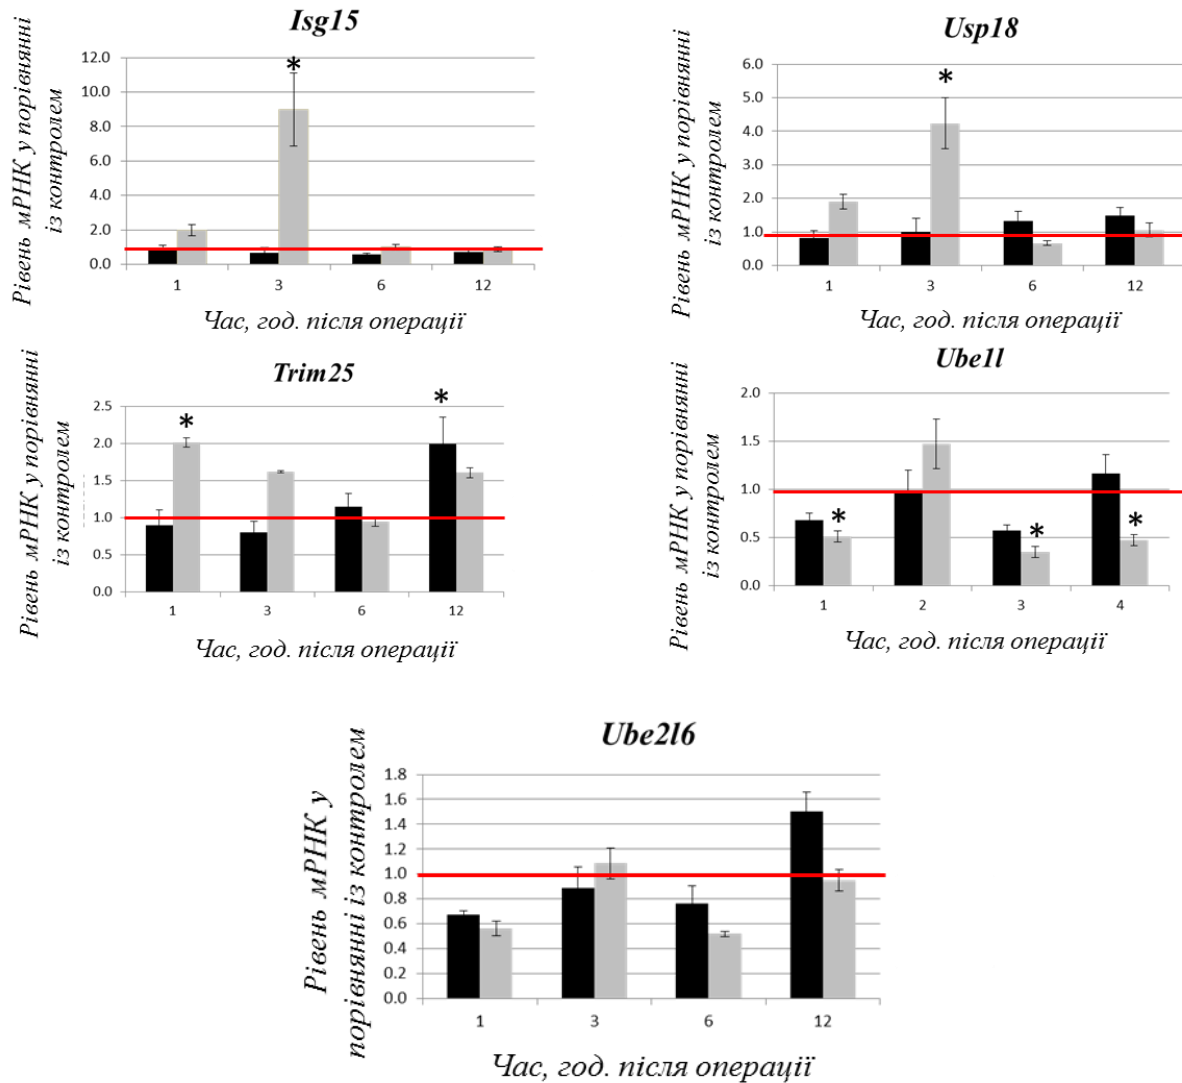 Isg15
Рівень мРНК у порівнянні
із контролем
12.0
10.0
8.0
6.0
4.0
2.0
0.0
*
1 3 6 12
Час, год. після операції
Usp18
Рівень мРНК у порівнянні
із контролем
6.0
5.0
4.0
3.0
2.0
1.0
0.0
*
1 3 6 12
Час, год. після операції
Trim25
Рівень мРНК у порівнянні
із контролем
2.5
2.0
1.5
1.0
0.5
0.0
* *
1 3 6 12
Час, год. після операції
Ube1l
Рівень мРНК у порівнянні
із контролем
2.0
1.5
1.0
0.5
0.0
* * *
1 2 3 4
Час, год. після операції
Ube2l6
Рівень мРНК у
порівнянні із контролем
1.8
1.6
1.4
1.2
1.0
0.8
0.6
0.4
0.2
0.0
1 3 6 12
Час, год. після операції